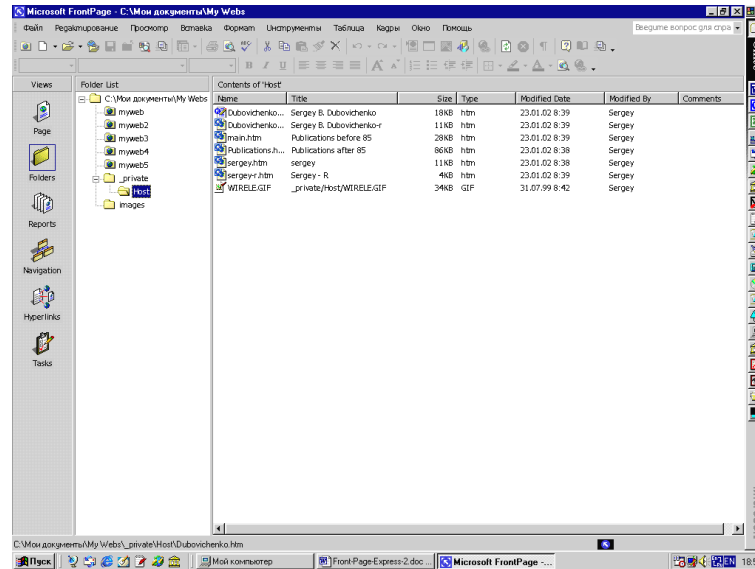 Microsoft FrontPage - C:\Мои документы\My Webs
Файл Редактирование Просмотр Вставка Формат Инструменты Таблица Кадры Окно Помощь
Введите вопрос для спра
Views
Folder List
Contents of 'Host'
Page
Folders
Reports
Navigation
Hyperlinks
Tasks
C:\Мои документы\My Webs
myweb
myweb2
myweb3
myweb4
myweb5
_private
Host
images
Name Title Size Type Modified Date Modified By Comments
Dubovichenko... Sergey B. Dubovichenko 18KB htm 23.01.02 8:39 Sergey
Dubovichenko... Sergey B. Dubovichenko-r 11KB htm 23.01.02 8:39 Sergey
main.htm Publications before 85 28KB htm 23.01.02 8:39 Sergey
Publications.h... Publications after 85 86KB htm 23.01.02 8:38 Sergey
sergey.htm sergey 11KB htm 23.01.02 8:38 Sergey
sergey-r.htm Sergey - R 4KB htm 23.01.02 8:39 Sergey
WIRELE.GIF _private/Host/WIRELE.GIF 34KB GIF 31.07.99 8:42 Sergey
C:\Мои документы\My Webs\_private\Host\Dubovichenko.htm
Пуск
Мой компьютер
Front-Page-Express-2.doc ...
Microsoft FrontPage -...
EN